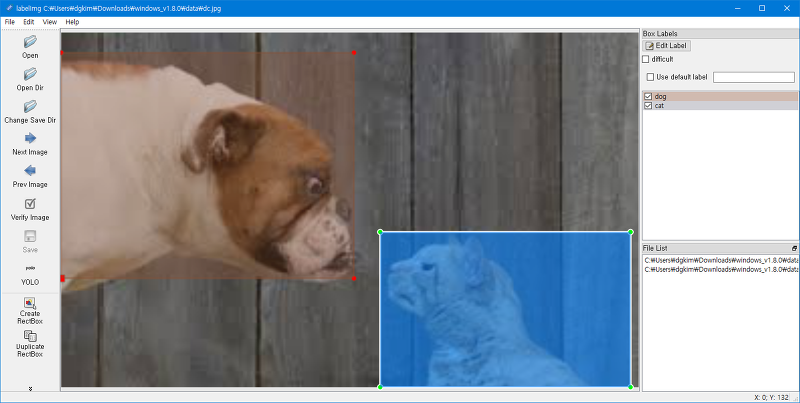 labelImg C:₩Users₩dgkim₩Downloads₩windows_v1.8.0₩data₩dc.jpg
File Edit View Help
Open
Open Dir
Change Save Dir
Next Image
Prev Image
Verify Image
Save
YOLO
Create
RectBox
Duplicate
RectBox
Box Labels
Edit Label
difficult
Use default label
dog
cat
File List
C:₩Users₩dgkim₩Downloads₩windows_v1.8.0₩data
C:₩Users₩dgkim₩Downloads₩windows_v1.8.0₩data
X: 0; Y: 132